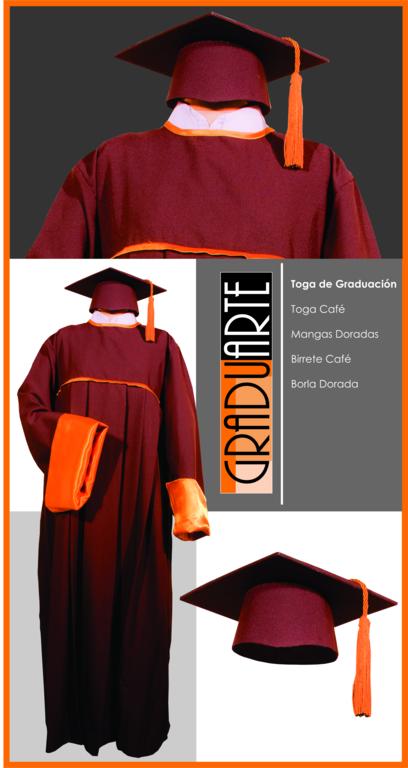 GRADUARTE
Toga de Graduación
Toga Café
Mangas Doradas
Birrete Café
Borla Dorada